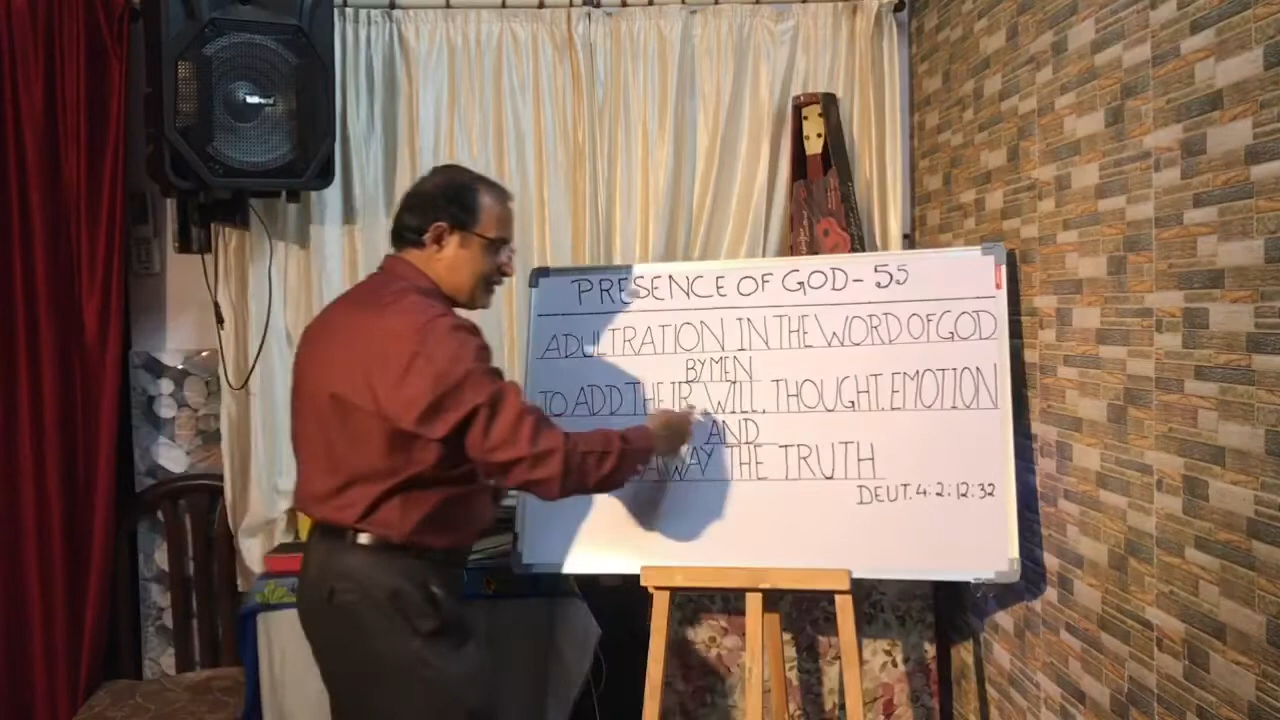 PRESENCE OF GOD - 55
ADULTRATION IN THE WORD OF GOD
BY MEN
TO ADD THEIR WILL, THOUGHT, EMOTION
AND
AWAY THE TRUTH
DEUT. 4:2:12:32